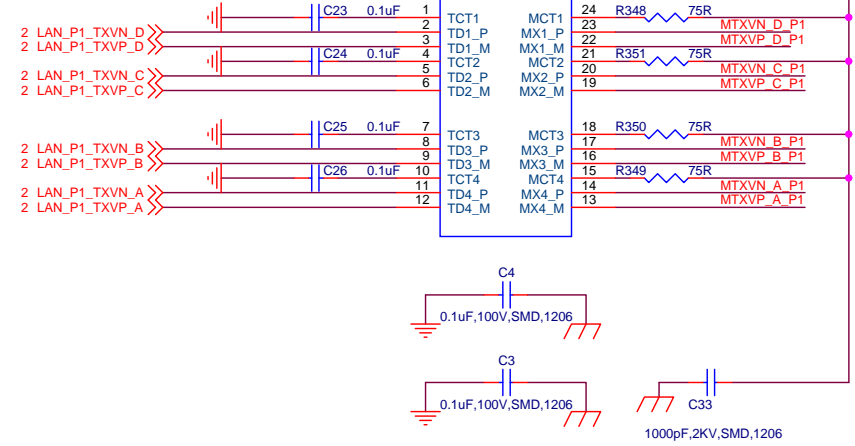 C23 0.1uF 1 TCT1 MCT1 24 R348 75R
2 LAN_P1_TXVN_D 2 TD1_P MX1_P 23 MTXVN_D_P1
2 LAN_P1_TXVP_D 3 TD1_M MX1_M 22 MTXVP_D_P1
C24 0.1uF 4 TCT2 MCT2 21 R351 75R
2 LAN_P1_TXVN_C 5 TD2_P MX2_P 20 MTXVN_C_P1
2 LAN_P1_TXVP_C 6 TD2_M MX2_M 19 MTXVP_C_P1
C25 0.1uF 7 TCT3 MCT3 18 R350 75R
2 LAN_P1_TXVN_B 8 TD3_P MX3_P 17 MTXVN_B_P1
2 LAN_P1_TXVP_B 9 TD3_M MX3_M 16 MTXVP_B_P1
C26 0.1uF 10 TCT4 MCT4 15 R349 75R
2 LAN_P1_TXVN_A 11 TD4_P MX4_P 14 MTXVN_A_P1
2 LAN_P1_TXVP_A 12 TD4_M MX4_M 13 MTXVP_A_P1
C4
0.1uF,100V,SMD,1206
C3
0.1uF,100V,SMD,1206
C33
1000pF,2KV,SMD,1206